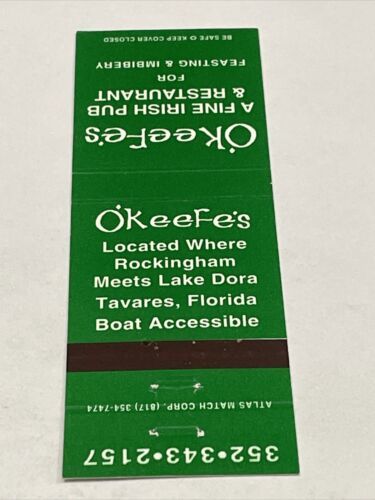 BE SAFE ✪ KEEP COVER CLOSED
O'KeeFe's
A FINE IRISH PUB
& RESTAURANT
FOR
FEASTING & IMBIBERY
O'KeeFe's
Located Where
Rockingham
Meets Lake Dora
Tavares, Florida
Boat Accessible
ATLAS MATCH CORP. (817) 354-7474
352•343•2157